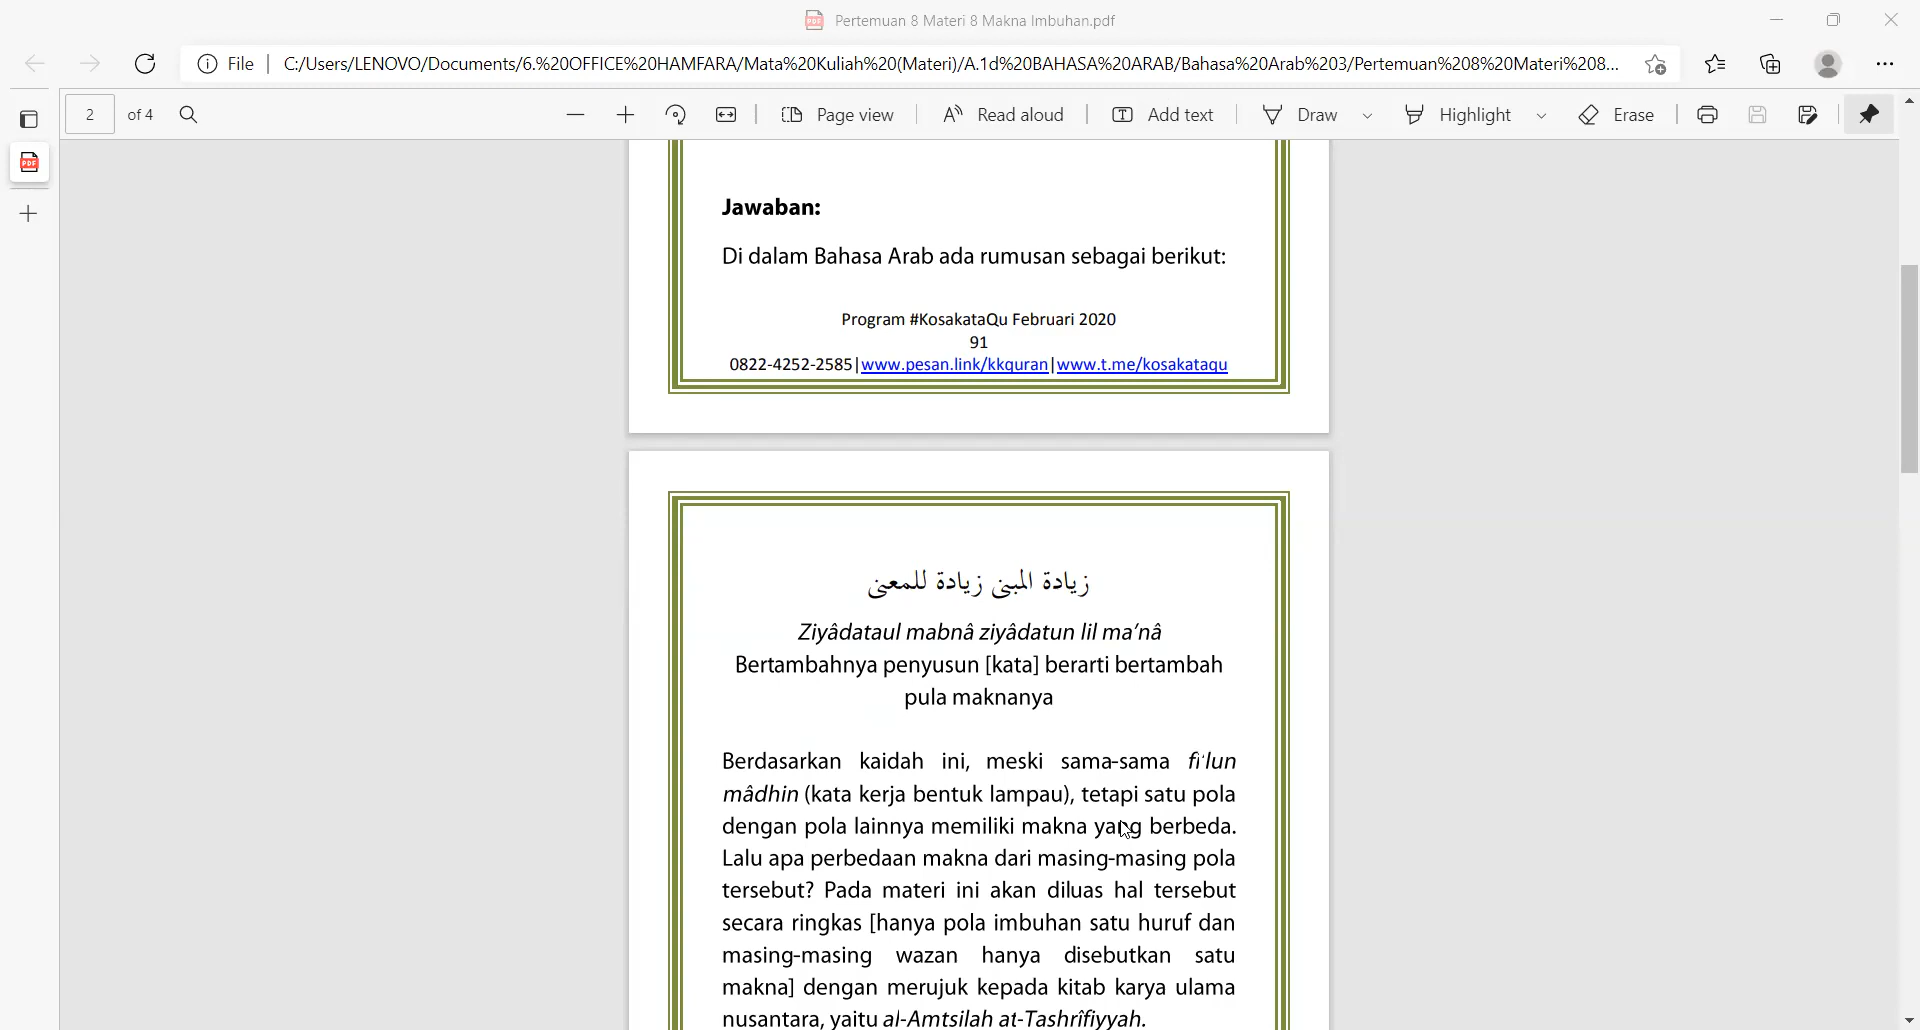 Pertemuan 8 Materi 8 Makna Imbuhan.pdf
File
C:/Users/LENOVO/Documents/6.%20OFFICE%20HAMFARA/Mata%20Kuliah%20(Materi)/A.1d%20BAHASA%20ARAB/Bahasa%20Arab%203/Pertemuan%208%20Materi%208...
2 of 4
Page view
Read aloud
Add text
Draw
Highlight
Erase
Jawaban:
Di dalam Bahasa Arab ada rumusan sebagai berikut:
Program #KosakataQu Februari 2020
91
0822-4252-2585|www.pesan.link/kkquran|www.t.me/kosakataqu
زيادة المبنى زيادة للمعنى
Ziyâdataul mabnâ ziyâdatun lil ma'nâ
Bertambahnya penyusun [kata] berarti bertambah
pula maknanya
Berdasarkan kaidah ini, meski sama-sama fi'lun
mâdhin (kata kerja bentuk lampau), tetapi satu pola
dengan pola lainnya memiliki makna yang berbeda.
Lalu apa perbedaan makna dari masing-masing pola
tersebut? Pada materi ini akan diluas hal tersebut
secara ringkas [hanya pola imbuhan satu huruf dan
masing-masing wazan hanya disebutkan satu
makna] dengan merujuk kepada kitab karya ulama
nusantara, yaitu al-Amtsilah at-Tashrîfiyyah.